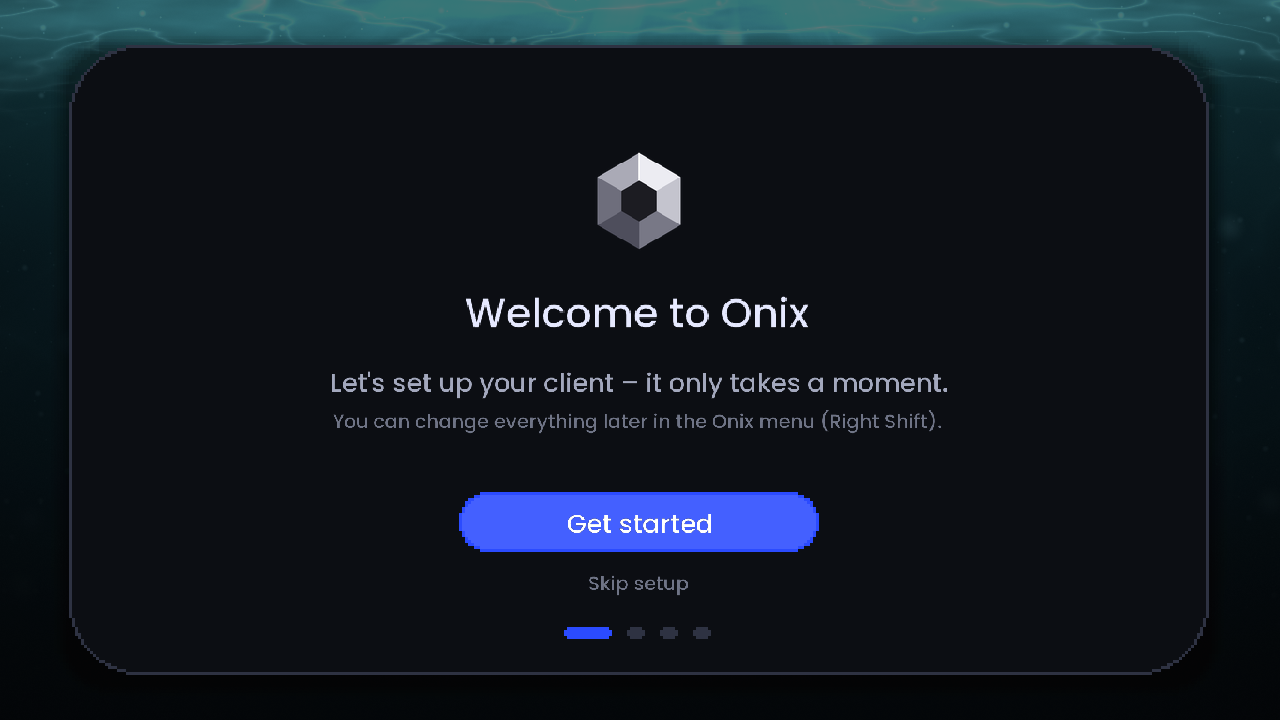 Welcome to Onix
Let's set up your client – it only takes a moment.
You can change everything later in the Onix menu (Right Shift).
Get started
Skip setup